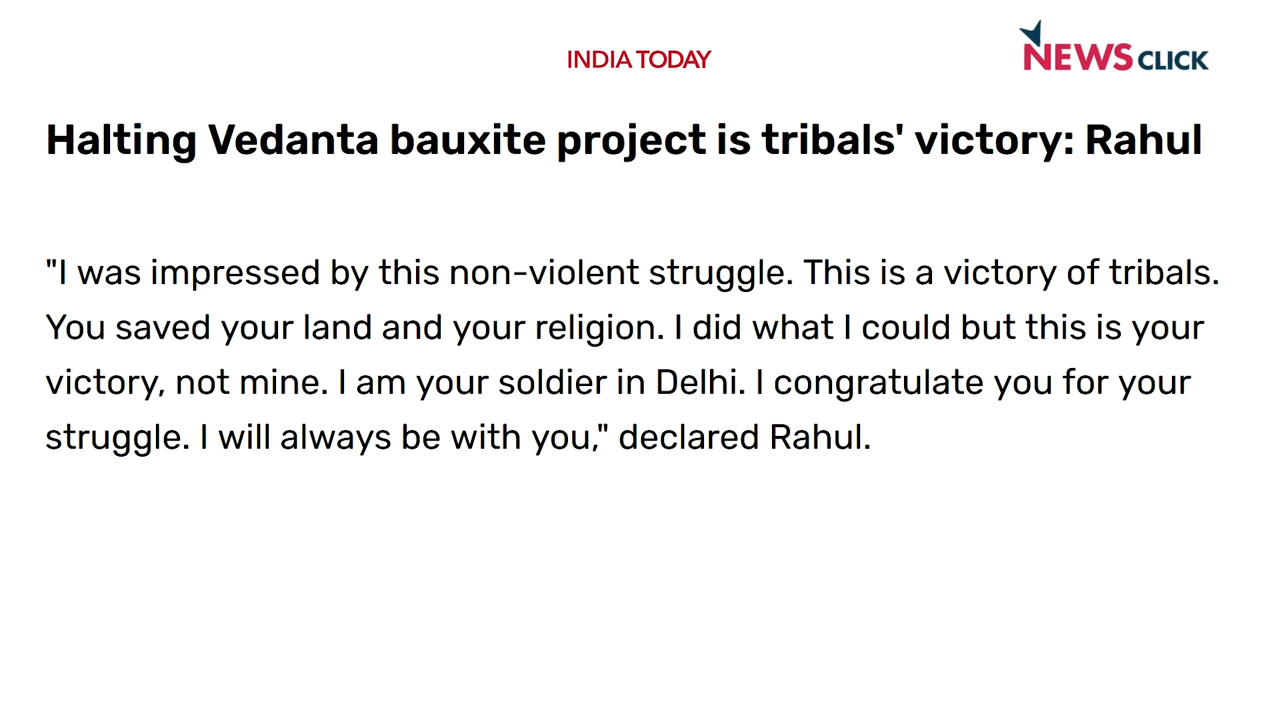 INDIA TODAY
NEWSCLICK
Halting Vedanta bauxite project is tribals' victory: Rahul
"I was impressed by this non-violent struggle. This is a victory of tribals.
You saved your land and your religion. I did what I could but this is your
victory, not mine. I am your soldier in Delhi. I congratulate you for your
struggle. I will always be with you," declared Rahul.